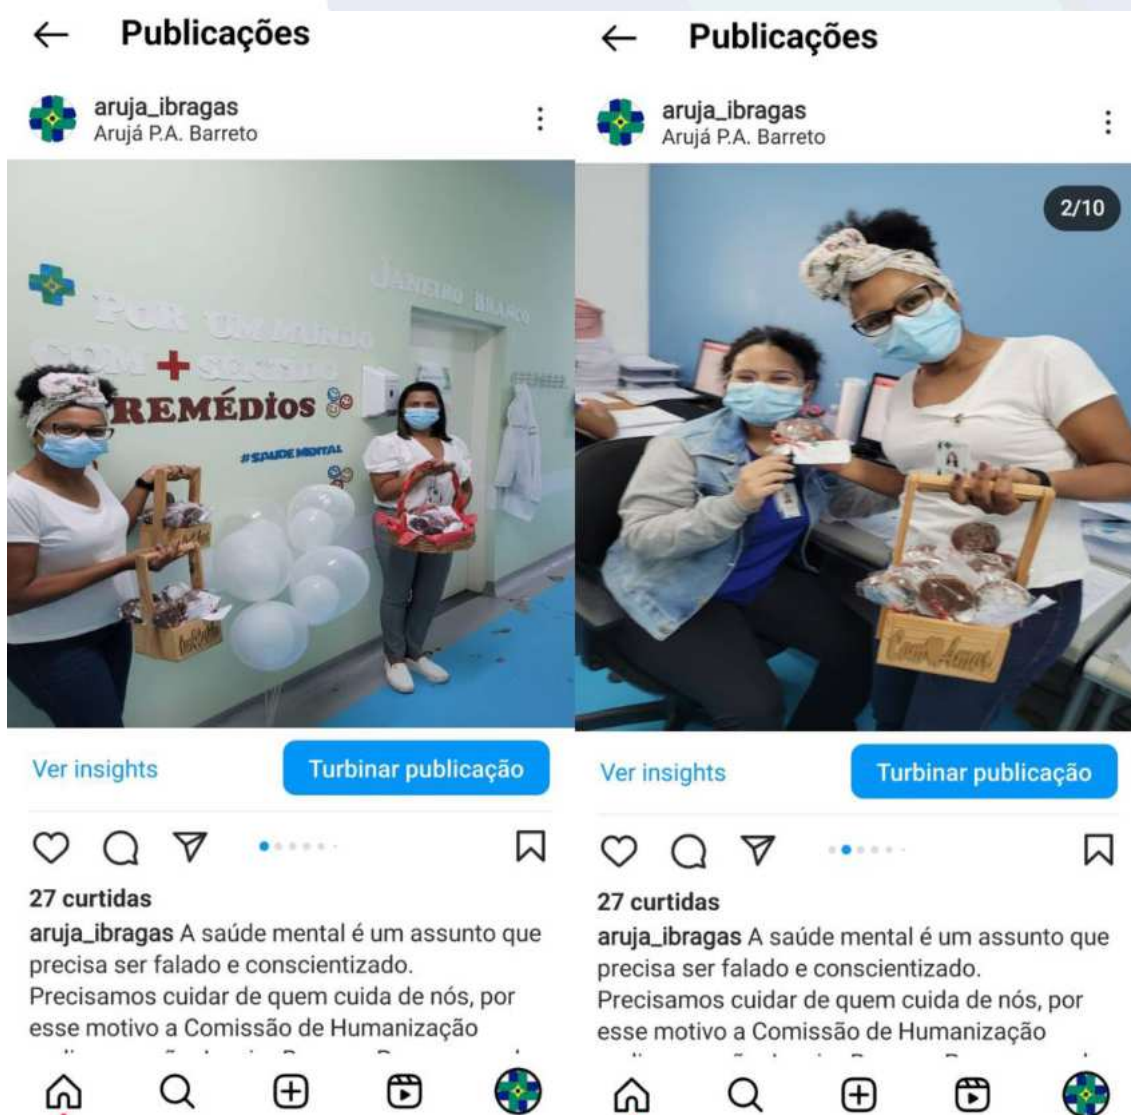 Publicações
aruja_ibragas
Arujá P.A. Barreto
JANEIRO BRANCO
POR UM MUNDO
COM +
REMÉDIOS
#SAUDE MENTAL
Ver insights
Turbinar publicação
27 curtidas
aruja_ibragas A saúde mental é um assunto que
precisa ser falado e conscientizado.
Precisamos cuidar de quem cuida de nós, por
esse motivo a Comissão de Humanização
Publicações
aruja_ibragas
Arujá P.A. Barreto
2/10
Com Amor
Ver insights
Turbinar publicação
27 curtidas
aruja_ibragas A saúde mental é um assunto que
precisa ser falado e conscientizado.
Precisamos cuidar de quem cuida de nós, por
esse motivo a Comissão de Humanização